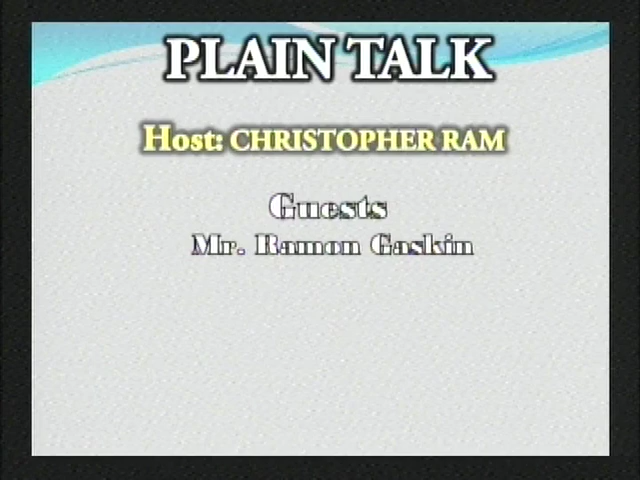 PLAIN TALK
Host: CHRISTOPHER RAM
Guests
Mr. Ramon Gaskin